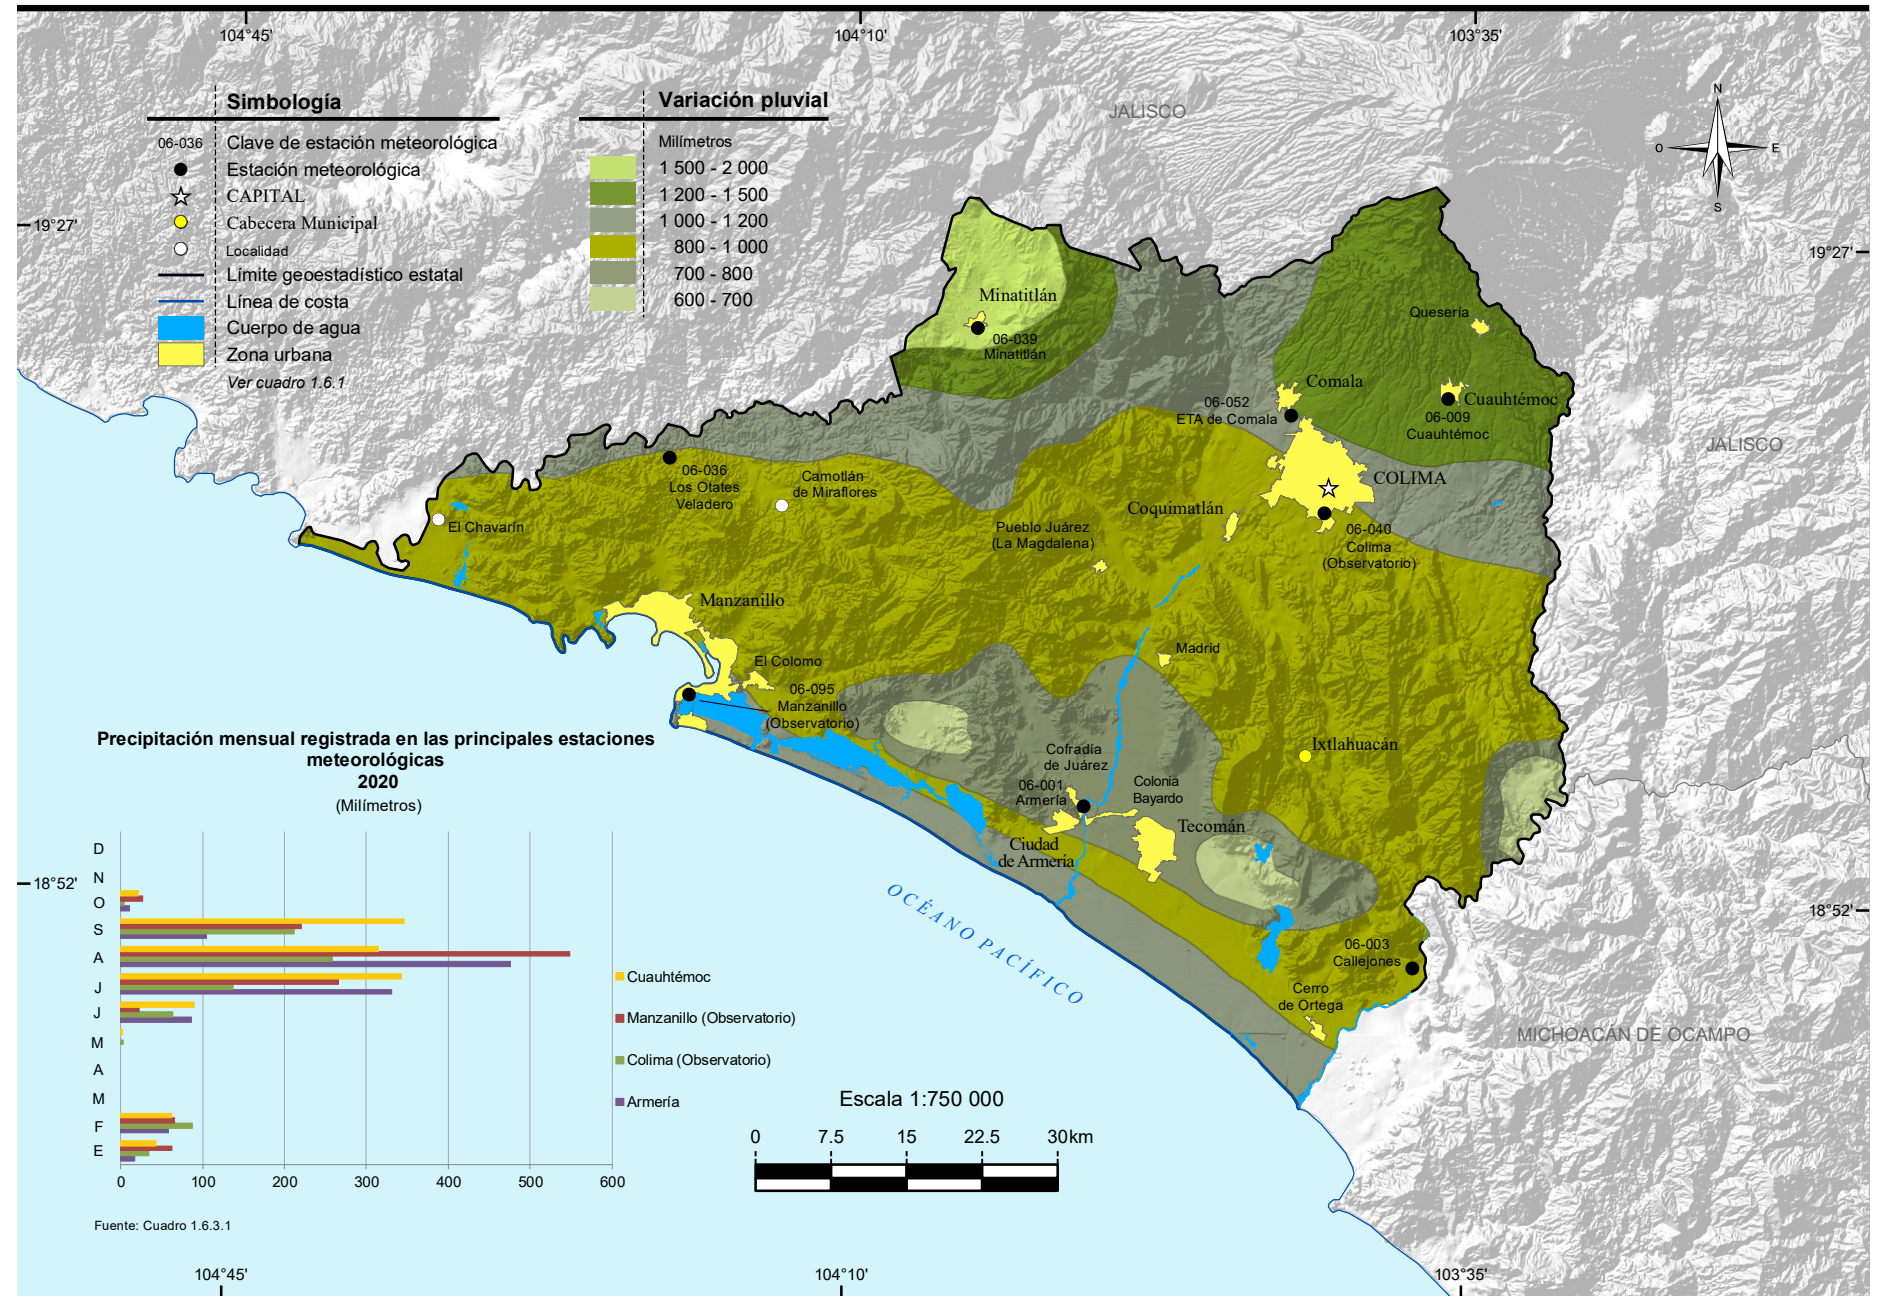 104°45'
104°10'
103°35'
JALISCO
N
O
E
S
Simbología
06-036
Clave de estación meteorológica
Estación meteorológica
CAPITAL
Cabecera Municipal
Localidad
Límite geoestadístico estatal
Línea de costa
Cuerpo de agua
Zona urbana
Ver cuadro 1.6.1
Variación pluvial
Milímetros
1 500 - 2 000
1 200 - 1 500
1 000 - 1 200
800 - 1 000
700 - 800
600 - 700
19°27'
19°27'
Minatitlán
06-039
Minatitlán
Quesería
Comala
06-052
ETA de Comala
Cuauhtémoc
06-009
Cuauhtémoc
JALISCO
06-036
Los Otates
Veladero
Camotlán
de Miraflores
COLIMA
Coquimatlán
El Chavarín
Pueblo Juárez
(La Magdalena)
06-040
Colima
(Observatorio)
Manzanillo
Madrid
El Colomo
06-095
Manzanillo
(Observatorio)
Ixtlahuacán
Cofradía
de Juárez
06-001
Armería
Colonia
Bayardo
Tecomán
Ciudad
de Armería
18°52'
18°52'
OCÉANO PACÍFICO
06-003
Callejones
Cerro
de Ortega
MICHOACÁN DE OCAMPO
Precipitación mensual registrada en las principales estaciones
meteorológicas
2020
(Milímetros)
D
N
O
S
A
J
J
M
A
M
F
E
0
100
200
300
400
500
600
Cuauhtémoc
Manzanillo (Observatorio)
Colima (Observatorio)
Armería
Fuente: Cuadro 1.6.3.1
Escala 1:750 000
0
7.5
15
22.5
30km
104°45'
104°10'
103°35'